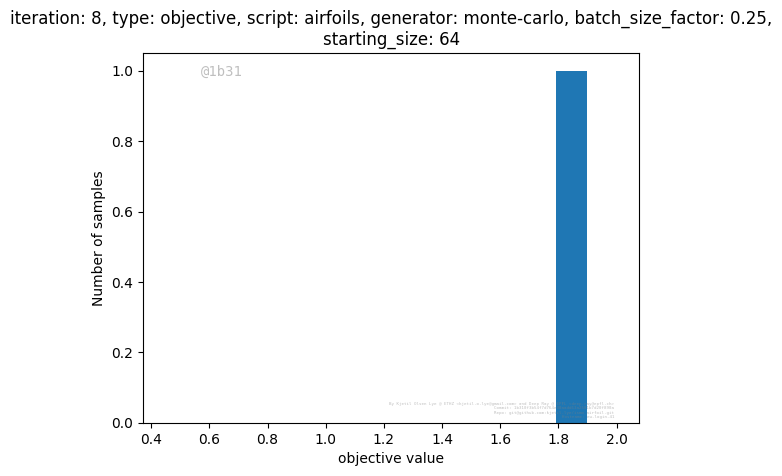 iteration: 8, type: objective, script: airfoils, generator: monte-carlo, batch_size_factor: 0.25,
starting_size: 64
@1b31
1.0
0.8
0.6
0.4
0.2
0.0
Number of samples
0.4 0.6 0.8 1.0 1.2 1.4 1.6 1.8 2.0
objective value